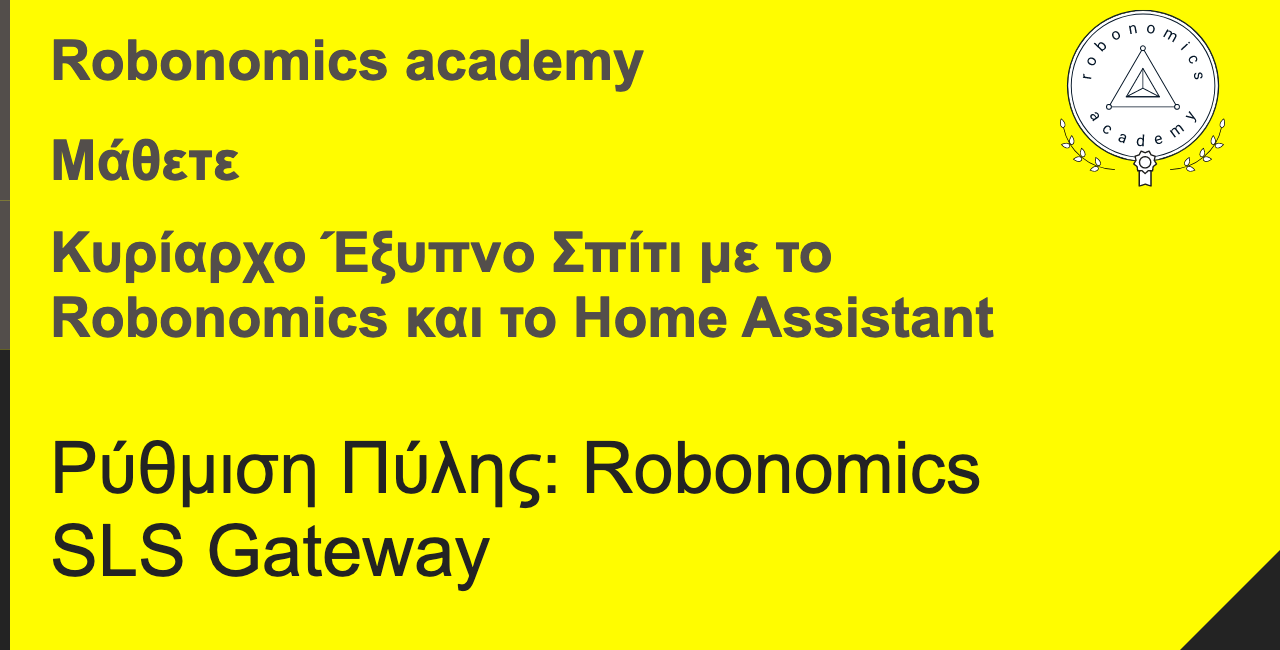 Robonomics academy
robonomics
academy
Μάθετε
Κυρίαρχο Έξυπνο Σπίτι με το
Robonomics και το Home Assistant
Ρύθμιση Πύλης: Robonomics
SLS Gateway